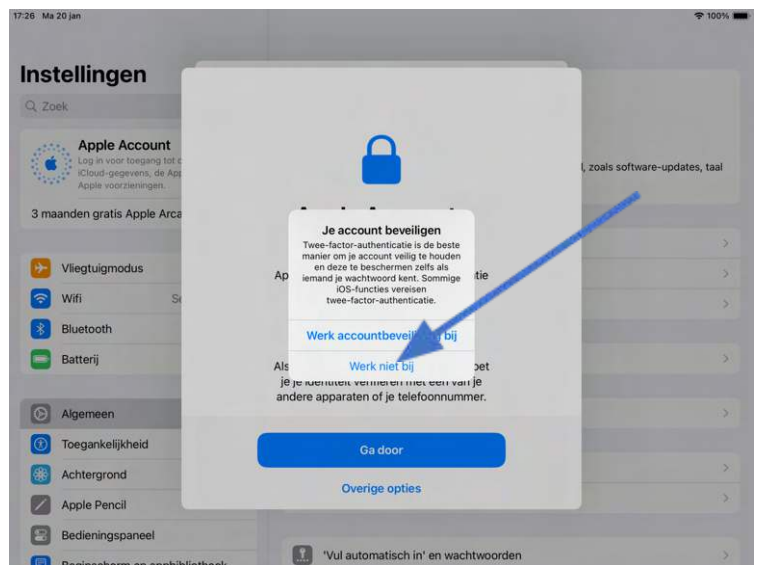 17:26 Ma 20 jan
100%
Instellingen
Zoek
Apple Account
Log in voor toegang tot
iCloud-gegevens, de App
Apple voorzieningen.
3 maanden gratis Apple Arca
Vliegtuigmodus
Wifi
Bluetooth
Batterij
Algemeen
Toegankelijkheid
Achtergrond
Apple Pencil
Bedieningspaneel
l, zoals software-updates, taal
Je account beveiligen
Twee-factor-authenticatie is de beste
manier om je account veilig te houden
en deze te beschermen zelfs als
iemand je wachtwoord kent. Sommige
iOS-functies vereisen
twee-factor-authenticatie.
Ap
tie
Werk accountbeveil bij
Werk niet bij
Als
je je identiteit verifiëren met een van je
andere apparaten of je telefoonnummer.
Ga door
Overige opties
'Vul automatisch in' en wachtwoorden